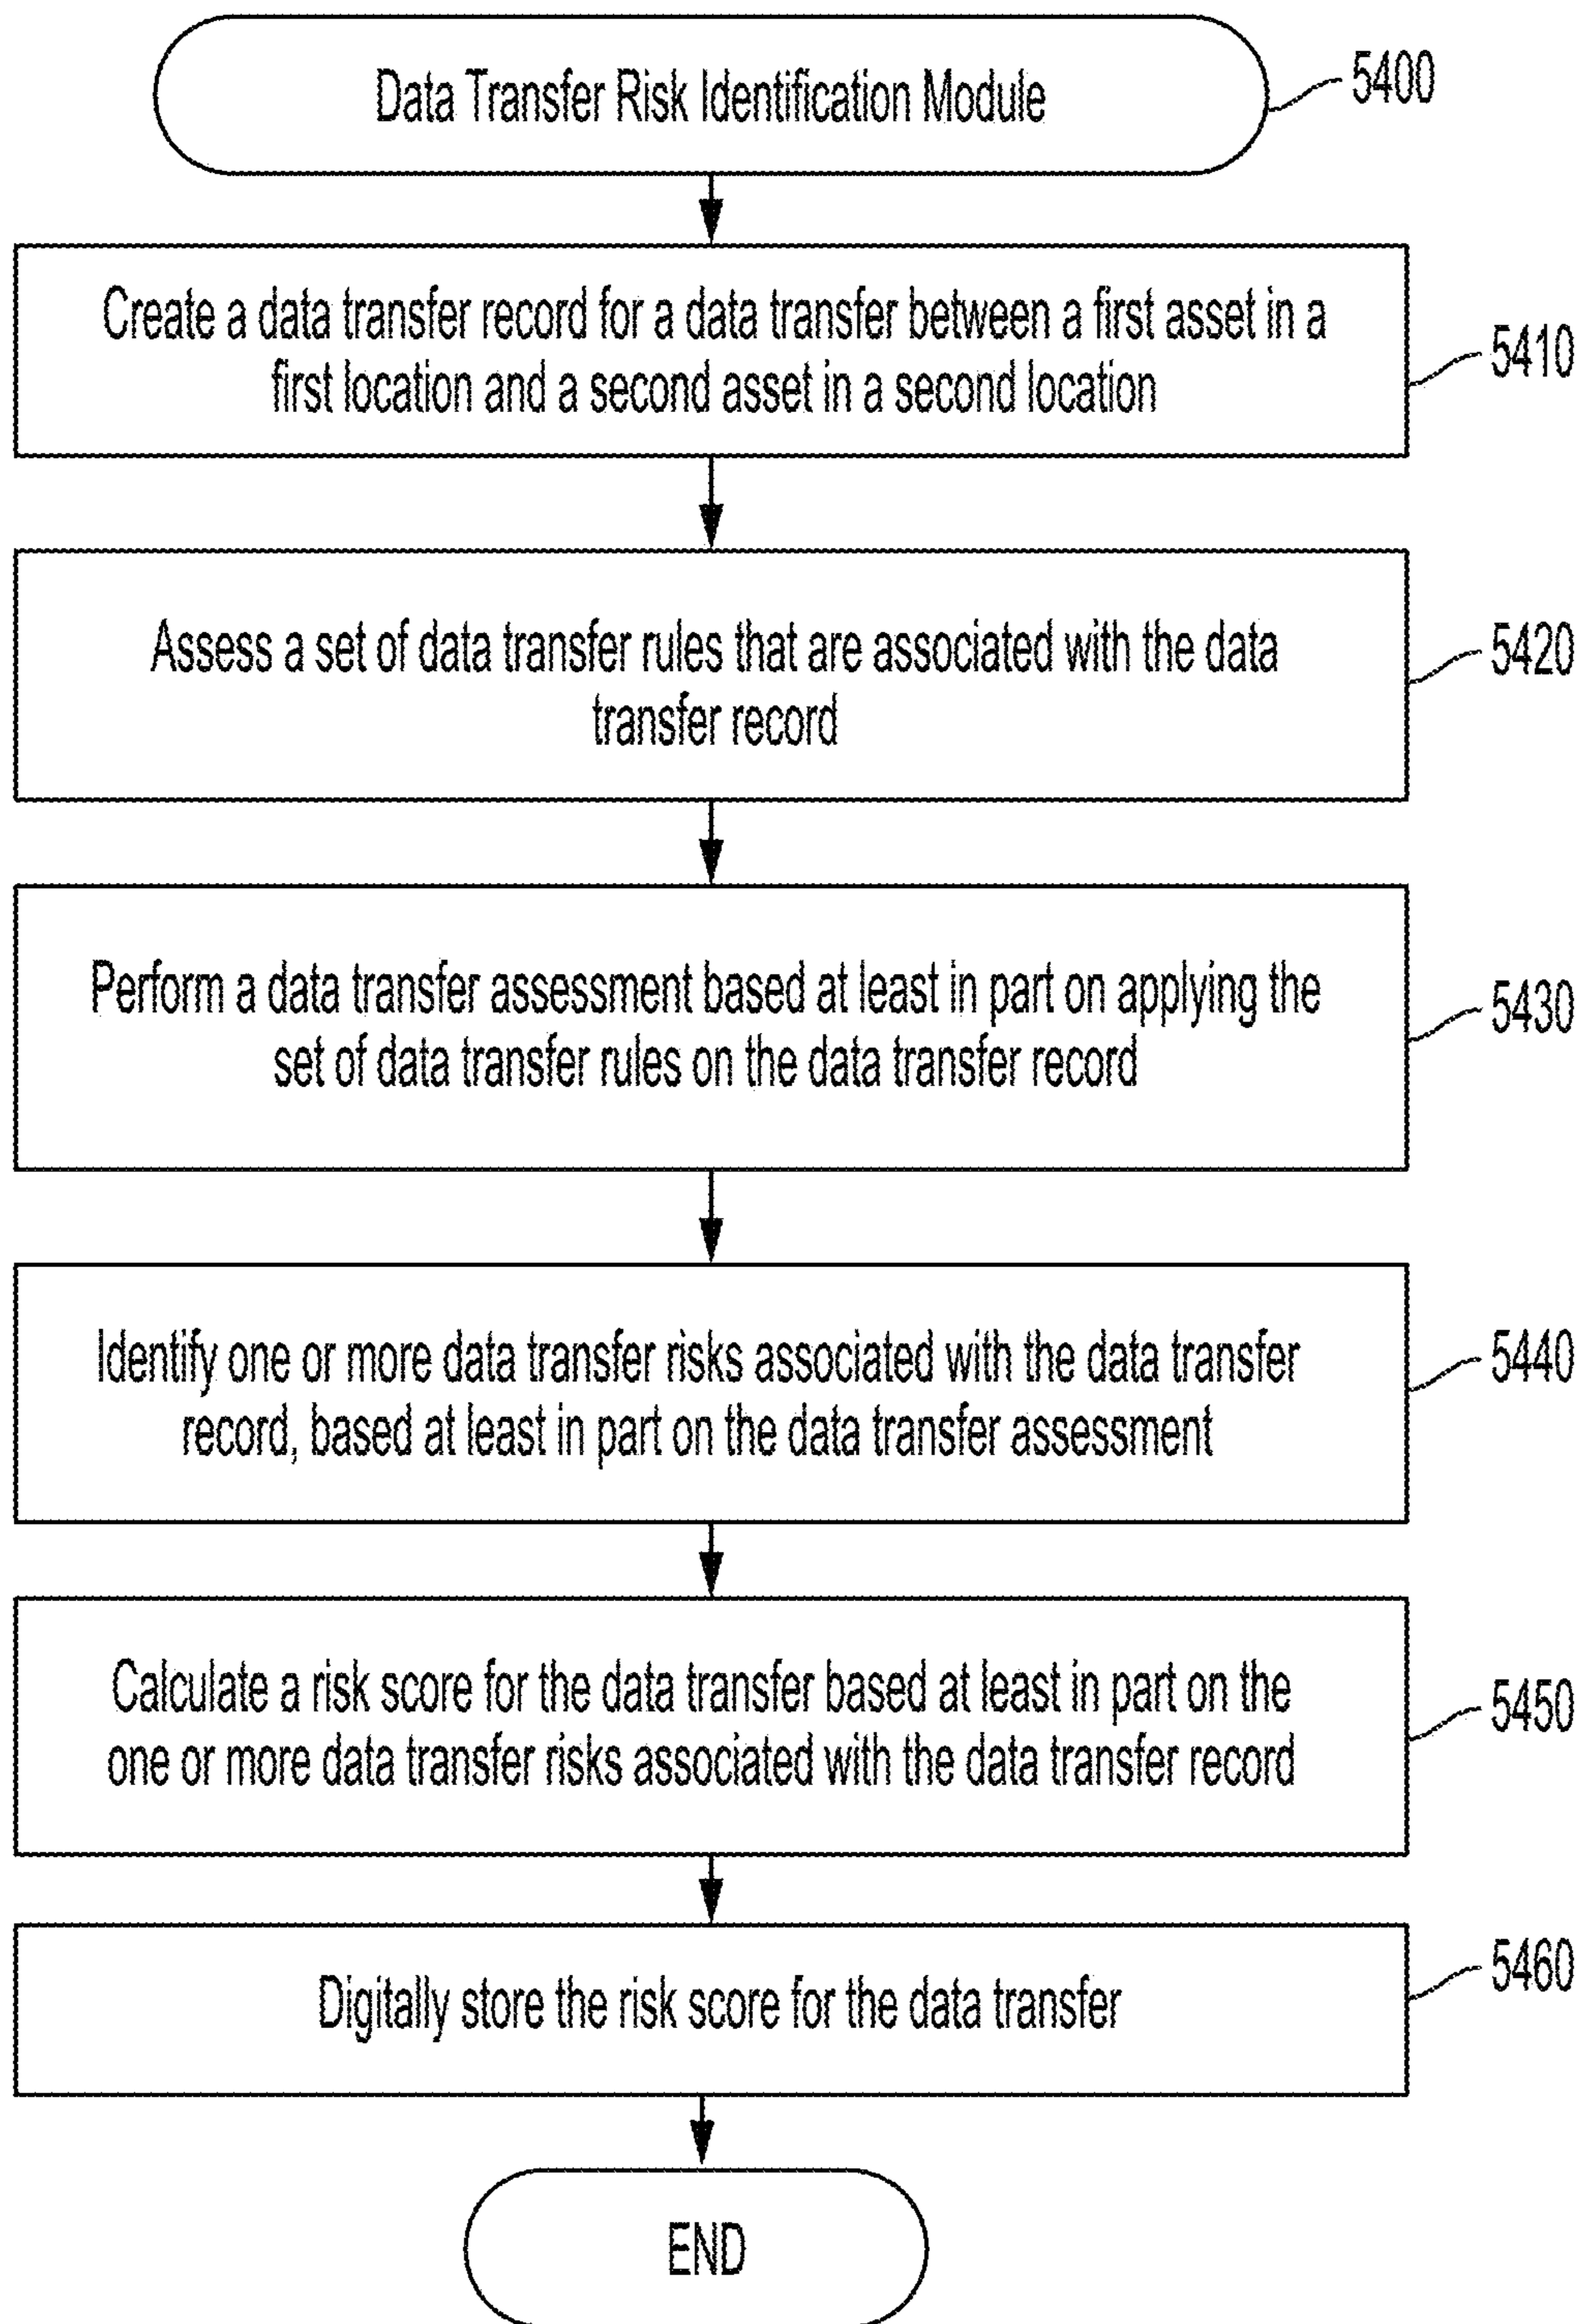 Data Transfer Risk Identification Module
5400
Create a data transfer record for a data transfer between a first asset in a
first location and a second asset in a second location
5410
Assess a set of data transfer rules that are associated with the data
transfer record
5420
Perform a data transfer assessment based at least in part on applying the
set of data transfer rules on the data transfer record
5430
Identify one or more data transfer risks associated with the data transfer
record, based at least in part on the data transfer assessment
5440
Calculate a risk score for the data transfer based at least in part on the
one or more data transfer risks associated with the data transfer record
5450
Digitally store the risk score for the data transfer
5460
END